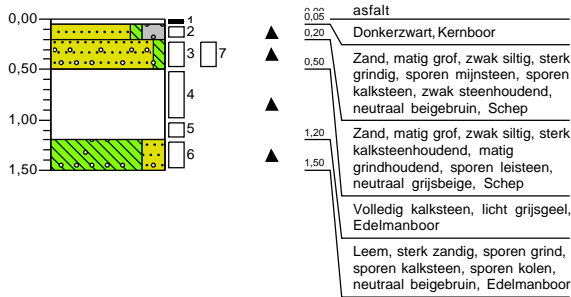 0,00
0,50
1,00
1,50
1
2
3
7
4
5
6
0,00
0,05
0,20
0,50
1,20
1,50
asfalt
Donkerzwart, Kernboor
Zand, matig grof, zwak siltig, sterk
grindig, sporen mijnsteen, sporen
kalksteen, zwak steenhoudend,
neutraal beigebruin, Schep
Zand, matig grof, zwak siltig, sterk
kalksteenhoudend, matig
grindhoudend, sporen leisteen,
neutraal grijsbeige, Schep
Volledig kalksteen, licht grijsgeel,
Edelmanboor
Leem, sterk zandig, sporen grind,
sporen kalksteen, sporen kolen,
neutraal beigebruin, Edelmanboor